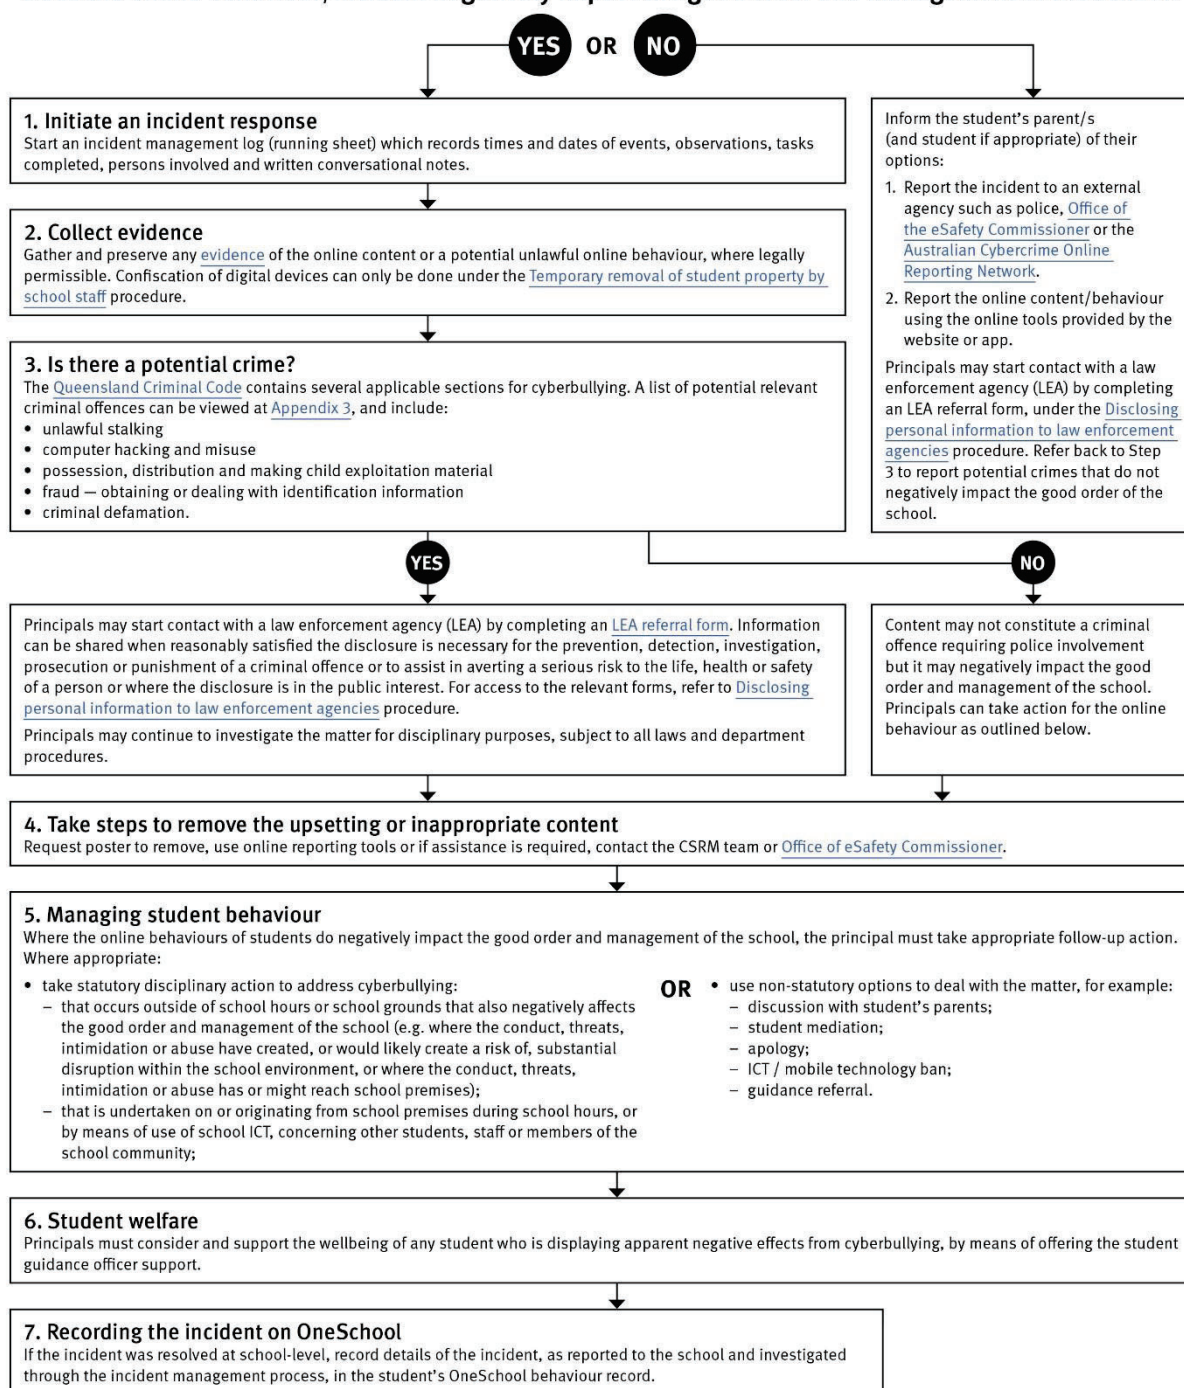 YES OR NO
1. Initiate an incident response
Start an incident management log (running sheet) which records times and dates of events, observations, tasks
completed, persons involved and written conversational notes.
2. Collect evidence
Gather and preserve any evidence of the online content or a potential unlawful online behaviour, where legally
permissible. Confiscation of digital devices can only be done under the Temporary removal of student property by
school staff procedure.
3. Is there a potential crime?
The Queensland Criminal Code contains several applicable sections for cyberbullying. A list of potential relevant
criminal offences can be viewed at Appendix 3, and include:
• unlawful stalking
• computer hacking and misuse
• possession, distribution and making child exploitation material
• fraud — obtaining or dealing with identification information
• criminal defamation.
Inform the student's parent/s
(and student if appropriate) of their
options:
1. Report the incident to an external
agency such as police, Office of
the eSafety Commissioner or the
Australian Cybercrime Online
Reporting Network.
2. Report the online content/behaviour
using the online tools provided by the
website or app.
Principals may start contact with a law
enforcement agency (LEA) by completing
an LEA referral form, under the Disclosing
personal information to law enforcement
agencies procedure. Refer back to Step
3 to report potential crimes that do not
negatively impact the good order of the
school.
YES
NO
Principals may start contact with a law enforcement agency (LEA) by completing an LEA referral form. Information
can be shared when reasonably satisfied the disclosure is necessary for the prevention, detection, investigation,
prosecution or punishment of a criminal offence or to assist in averting a serious risk to the life, health or safety
of a person or where the disclosure is in the public interest. For access to the relevant forms, refer to Disclosing
personal information to law enforcement agencies procedure.
Principals may continue to investigate the matter for disciplinary purposes, subject to all laws and department
procedures.
Content may not constitute a criminal
offence requiring police involvement
but it may negatively impact the good
order and management of the school.
Principals can take action for the online
behaviour as outlined below.
4. Take steps to remove the upsetting or inappropriate content
Request poster to remove, use online reporting tools or if assistance is required, contact the CSRM team or Office of eSafety Commissioner.
5. Managing student behaviour
Where the online behaviours of students do negatively impact the good order and management of the school, the principal must take appropriate follow-up action.
Where appropriate:
• take statutory disciplinary action to address cyberbullying:
– that occurs outside of school hours or school grounds that also negatively affects
the good order and management of the school (e.g. where the conduct, threats,
intimidation or abuse have created, or would likely create a risk of, substantial
disruption within the school environment, or where the conduct, threats,
intimidation or abuse has or might reach school premises);
– that is undertaken on or originating from school premises during school hours, or
by means of use of school ICT, concerning other students, staff or members of the
school community;
OR
• use non-statutory options to deal with the matter, for example:
– discussion with student's parents;
– student mediation;
– apology;
– ICT / mobile technology ban;
– guidance referral.
6. Student welfare
Principals must consider and support the wellbeing of any student who is displaying apparent negative effects from cyberbullying, by means of offering the student
guidance officer support.
7. Recording the incident on OneSchool
If the incident was resolved at school-level, record details of the incident, as reported to the school and investigated
through the incident management process, in the student's OneSchool behaviour record.